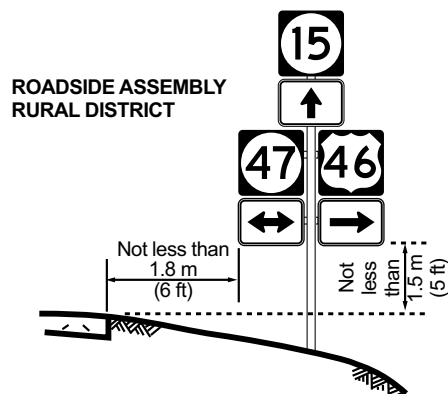 15
ROADSIDE ASSEMBLY
RURAL DISTRICT
47 46
Not less than
1.8 m
(6 ft)
Not
less
than
1.5 m
(5 ft)